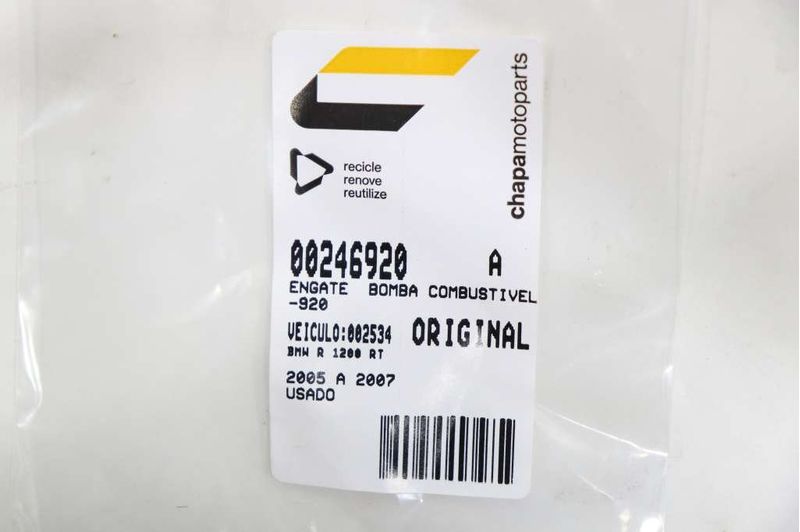 chapamotoparts
recicle
renove
reutilize
00246920 A
ENGATE BOMBA COMBUSTIVEL
-920
VEICULO:002534 ORIGINAL
BMW R 1200 RT
2005 A 2007
USADO